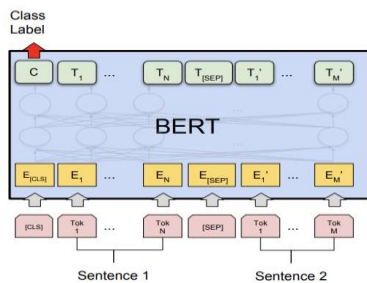 Class
Label
C T1 ... TN T[SEP] T1' ... TM'
BERT
E[CLS] E1 ... EN E[SEP] E1' ... EM'
[CLS] Tok 1 ... Tok N [SEP] Tok 1 ... Tok M
Sentence 1 Sentence 2